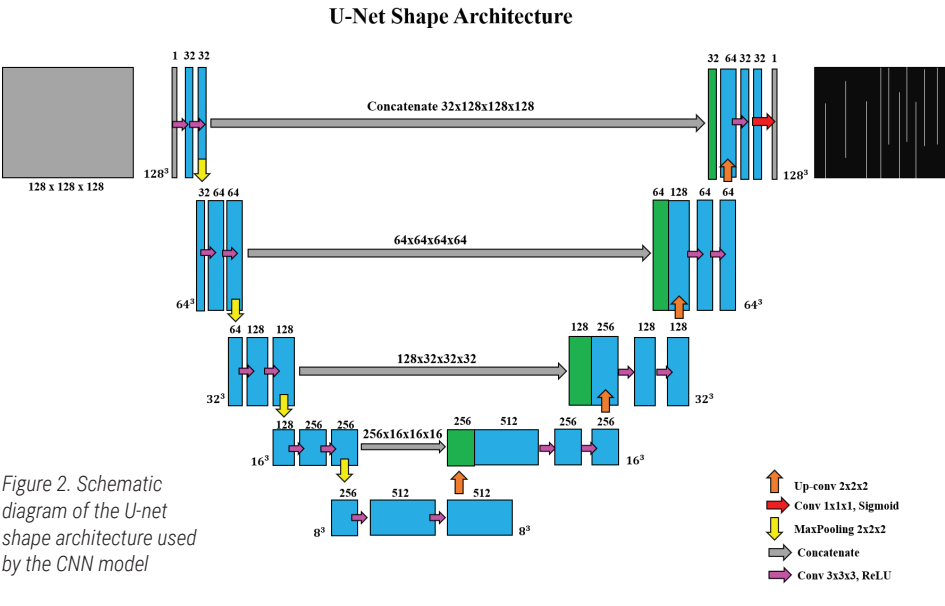 U-Net Shape Architecture
1 32 32
32 64 32 32 1
Concatenate 32x128x128x128
128³
128³
128 x 128 x 128
32 64 64
64 128 64 64
64x64x64x64
64³
64³
64 128 128
128 256 128 128
128x32x32x32
32³
32³
128 256 256
256 512 256 256
256x16x16x16
16³
16³
256 512 512
8³
8³
Figure 2. Schematic
diagram of the U-net
shape architecture used
by the CNN model
Up-conv 2x2x2
Conv 1x1x1, Sigmoid
MaxPooling 2x2x2
Concatenate
Conv 3x3x3, ReLU